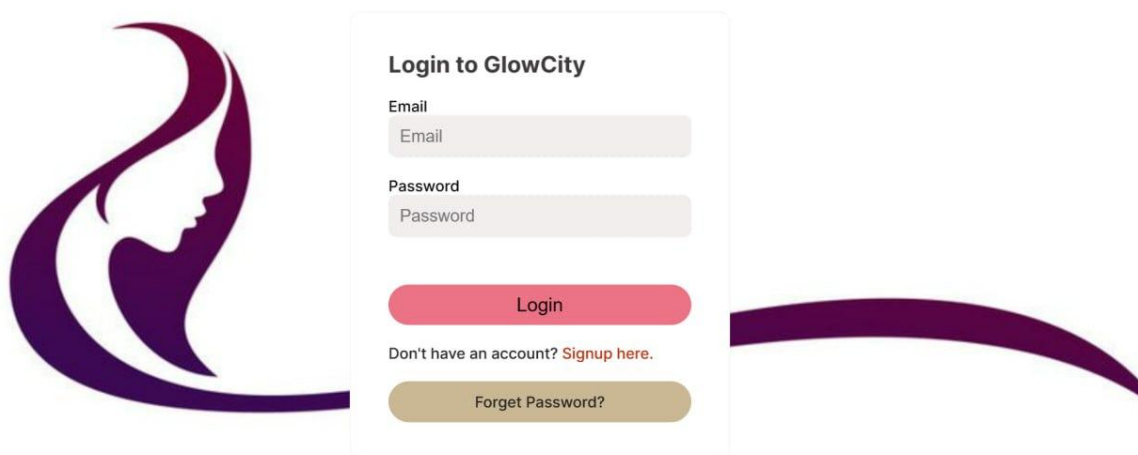 Login to GlowCity
Email
Email
Password
Password
Login
Don't have an account? Signup here.
Forget Password?